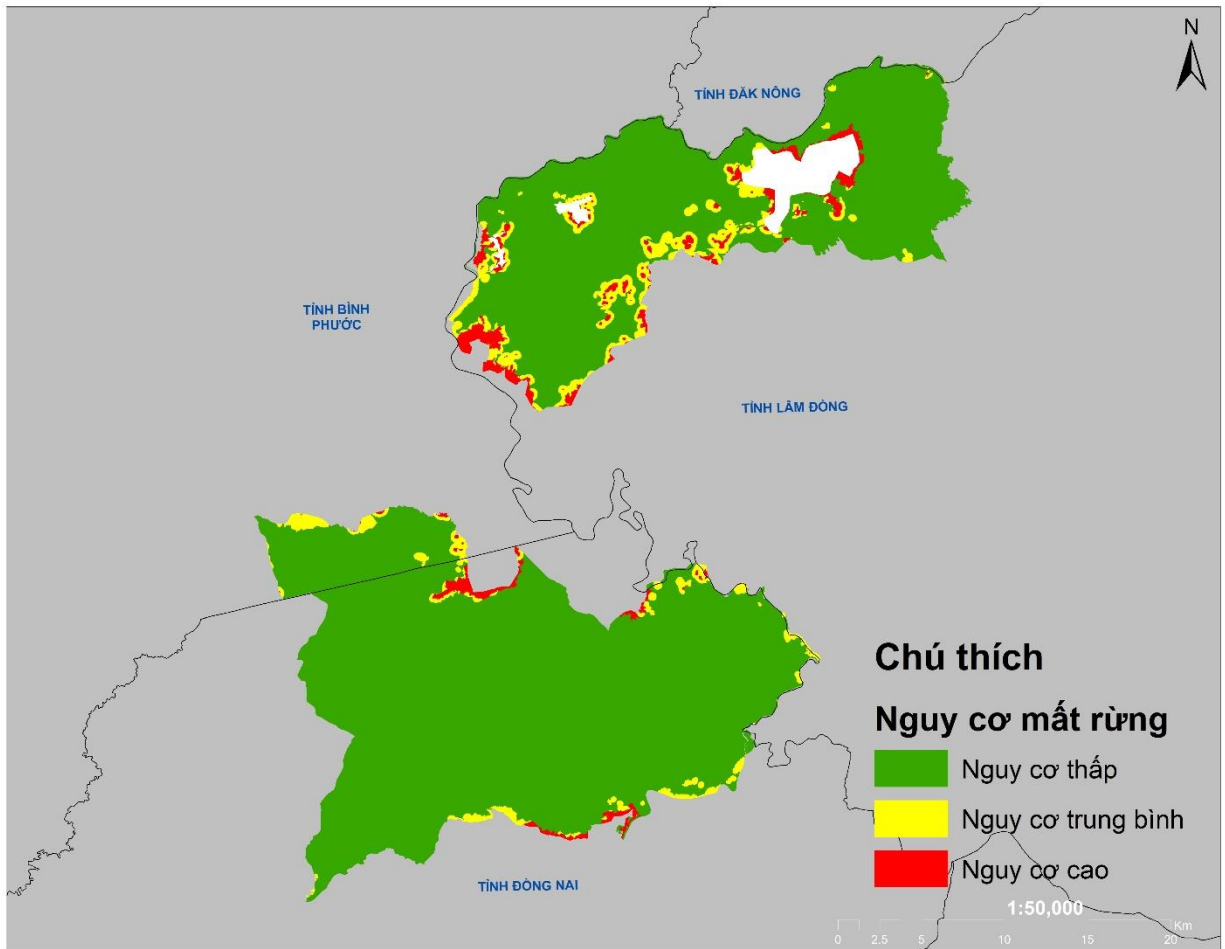 N
TỈNH ĐĂK NÔNG
TỈNH BÌNH
PHƯỚC
TỈNH LÂM ĐỒNG
Chú thích
Nguy cơ mất rừng
Nguy cơ thấp
Nguy cơ trung bình
Nguy cơ cao
TỈNH ĐỒNG NAI
1:50,000
Km
0 2.5 5 10 15 20